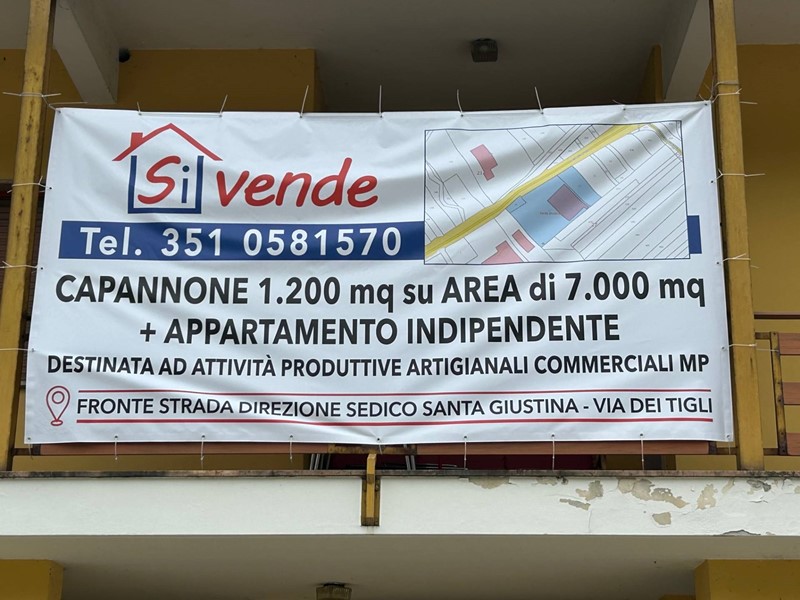 Si vende
Tel. 351 0581570
CAPANNONE 1.200 mq su AREA di 7.000 mq
+ APPARTAMENTO INDIPENDENTE
DESTINATA AD ATTIVITÀ PRODUTTIVE ARTIGIANALI COMMERCIALI MP
FRONTE STRADA DIREZIONE SEDICO SANTA GIUSTINA - VIA DEI TIGLI